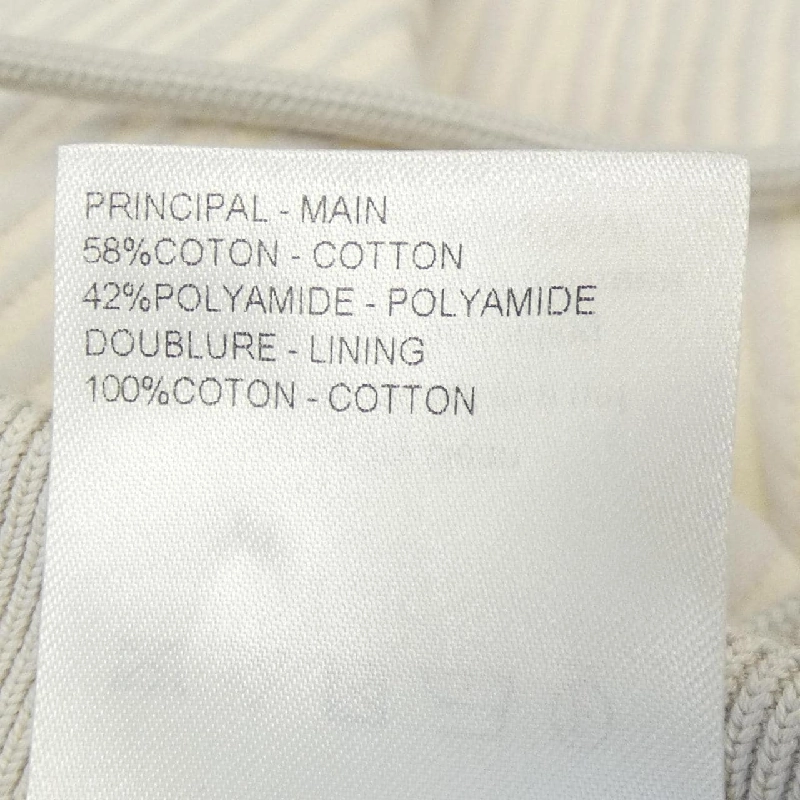 PRINCIPAL - MAIN
58%COTON - COTTON
42%POLYAMIDE - POLYAMIDE
DOUBLURE - LINING
100%COTON - COTTON